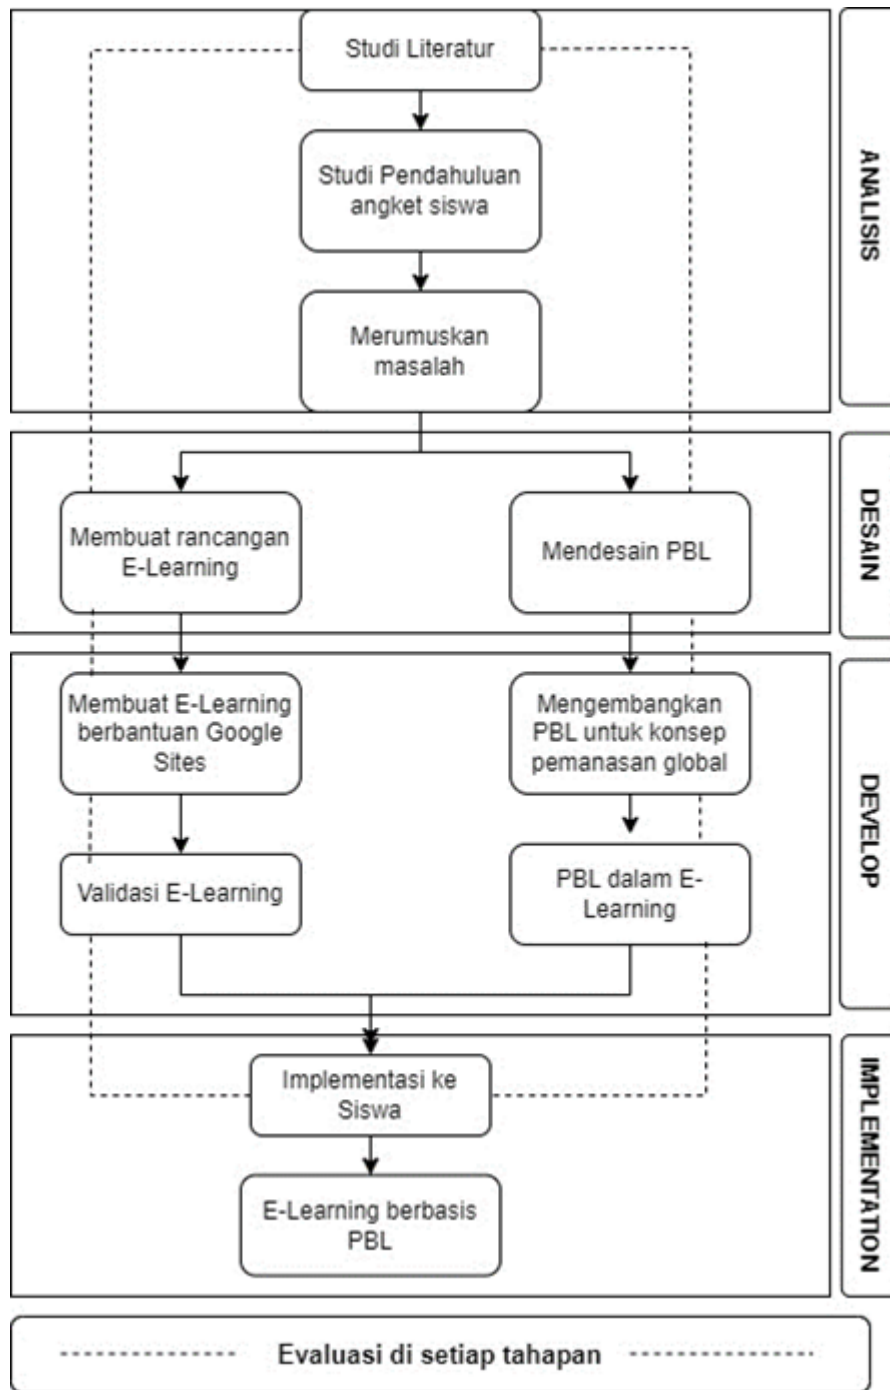 Studi Literatur
Studi Pendahuluan
angket siswa
Merumuskan
masalah
ANALISIS
Membuat rancangan
E-Learning
Mendesain PBL
DESAIN
Membuat E-Learning
berbantuan Google
Sites
Mengembangkan
PBL untuk konsep
pemanasan global
Validasi E-Learning
PBL dalam E-
Learning
DEVELOP
Implementasi ke
Siswa
E-Learning berbasis
PBL
IMPLEMENTATION
Evaluasi di setiap tahapan